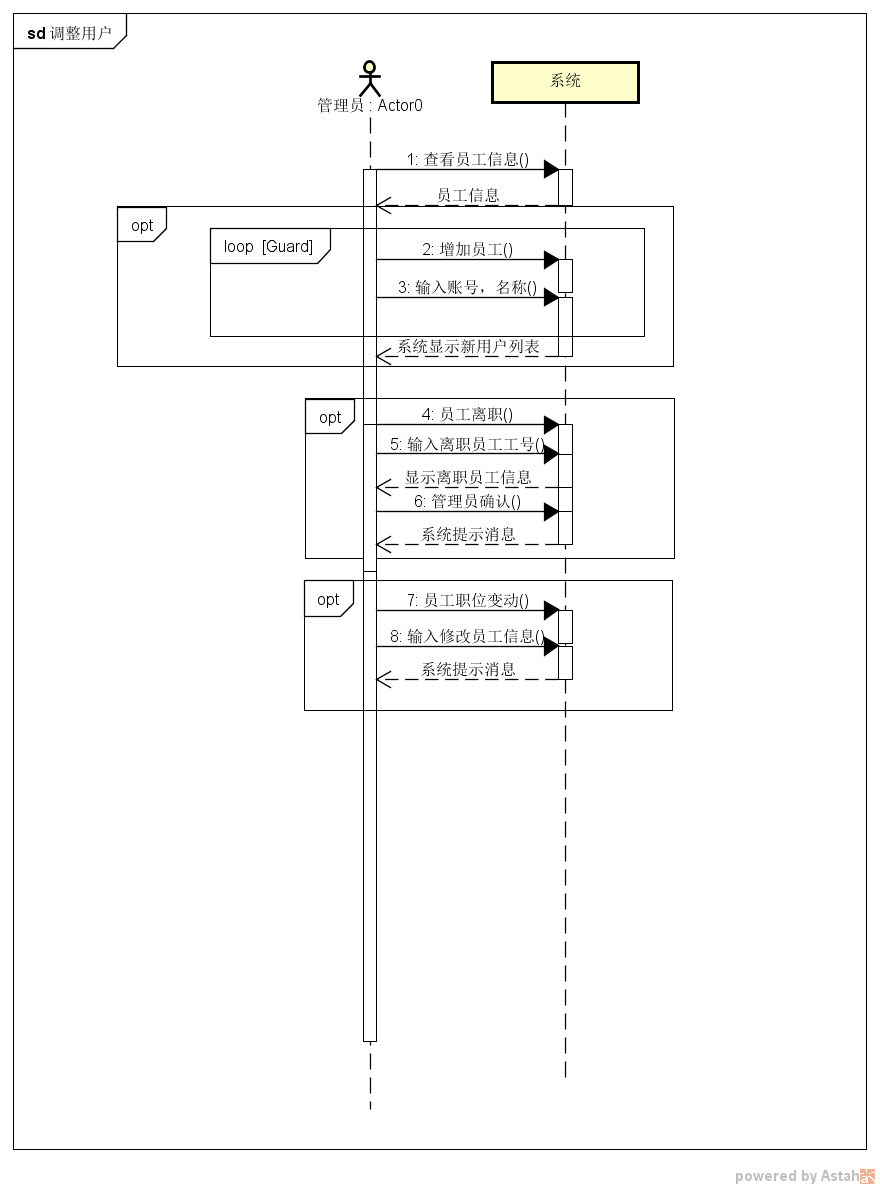 sd 调整用户
管理员 : Actor0
系统
1: 查看员工信息()
员工信息
opt
loop [Guard]
2: 增加员工()
3: 输入账号，名称()
系统显示新用户列表
opt
4: 员工离职()
5: 输入离职员工工号()
显示离职员工信息
6: 管理员确认()
系统提示消息
opt
7: 员工职位变动()
8: 输入修改员工信息()
系统提示消息
powered by Astah